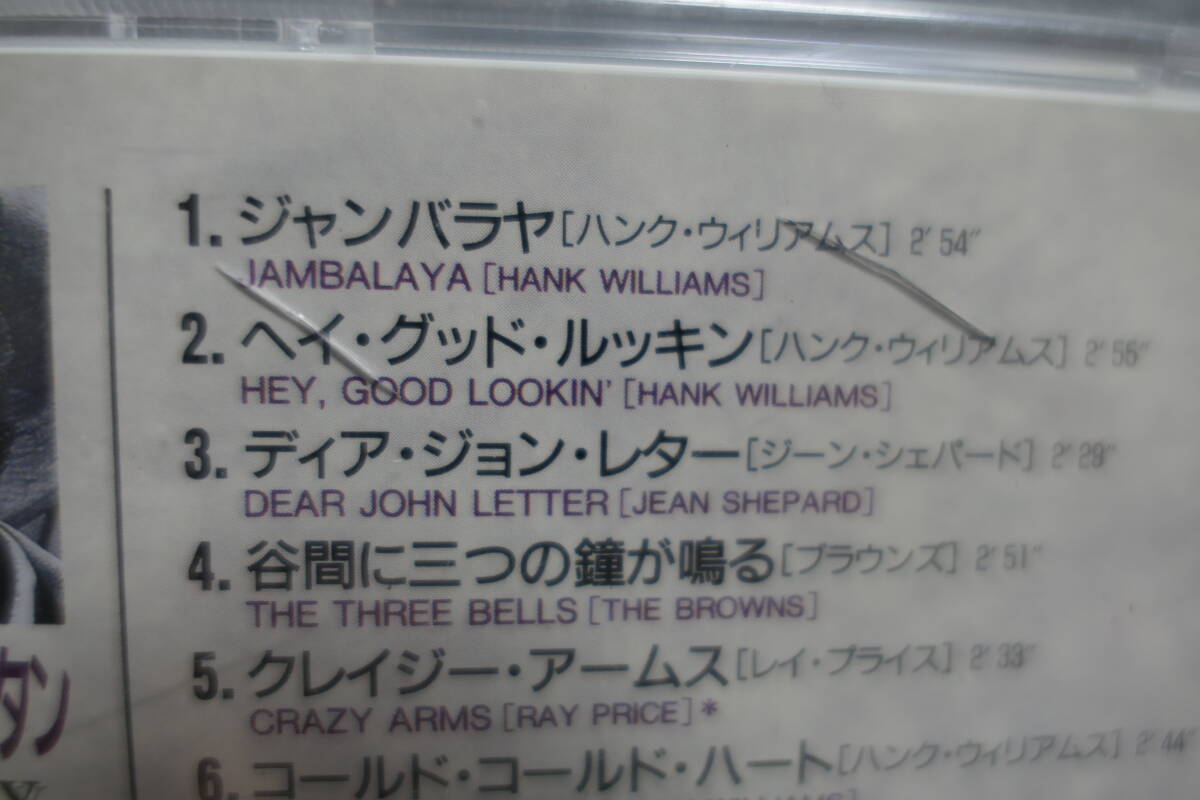 1. ジャンバラヤ[ハンク・ウィリアムス] 2'54"
JAMBALAYA [HANK WILLIAMS]
2. ヘイ・グッド・ルッキン[ハンク・ウィリアムス] 2'56"
HEY, GOOD LOOKIN' [HANK WILLIAMS]
3. ディア・ジョン・レター[ジーン・シェパード] 2'29"
DEAR JOHN LETTER [JEAN SHEPARD]
4. 谷間に三つの鐘が鳴る[ブラウンズ] 2'51"
THE THREE BELLS [THE BROWNS]
5. クレイジー・アームス[レイ・プライス] 2'33"
CRAZY ARMS [RAY PRICE]*
6. コールド・コールド・ハート[ハンク・ウィリアムス] 2'44"
タン